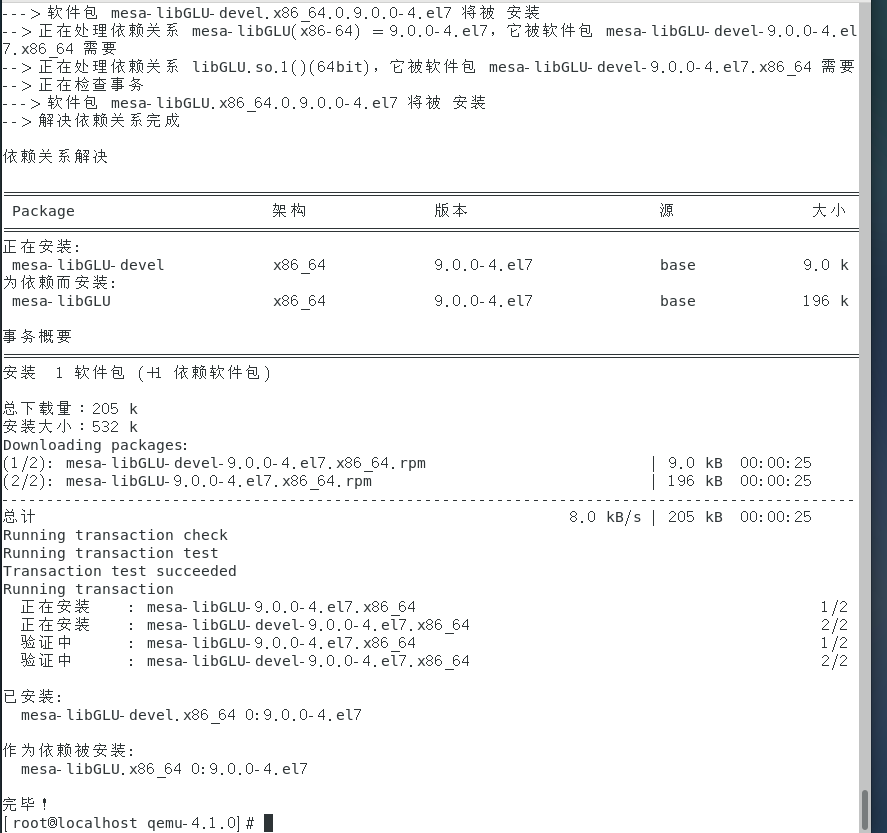 ---> 软件包 mesa-libGLU-devel.x86_64.0.9.0.0-4.el7 将被 安装
--> 正在处理依赖关系 mesa-libGLU(x86-64) = 9.0.0-4.el7，它被软件包 mesa-libGLU-devel-9.0.0-4.el
7.x86_64 需要
--> 正在处理依赖关系 libGLU.so.1()(64bit)，它被软件包 mesa-libGLU-devel-9.0.0-4.el7.x86_64 需要
--> 正在检查事务
---> 软件包 mesa-libGLU.x86_64.0.9.0.0-4.el7 将被 安装
--> 解决依赖关系完成
依赖关系解决
Package 架构 版本 源 大小
正在安装:
mesa-libGLU-devel x86_64 9.0.0-4.el7 base 9.0 k
为依赖而安装:
mesa-libGLU x86_64 9.0.0-4.el7 base 196 k
事务概要
安装 1 软件包 (+1 依赖软件包)
总下载量：205 k
安装大小：532 k
Downloading packages:
(1/2): mesa-libGLU-devel-9.0.0-4.el7.x86_64.rpm | 9.0 kB 00:00:25
(2/2): mesa-libGLU-9.0.0-4.el7.x86_64.rpm | 196 kB 00:00:25
--------------------------------------------------------------------------------
总计 8.0 kB/s | 205 kB 00:00:25
Running transaction check
Running transaction test
Transaction test succeeded
Running transaction
正在安装 : mesa-libGLU-9.0.0-4.el7.x86_64 1/2
正在安装 : mesa-libGLU-devel-9.0.0-4.el7.x86_64 2/2
验证中 : mesa-libGLU-9.0.0-4.el7.x86_64 1/2
验证中 : mesa-libGLU-devel-9.0.0-4.el7.x86_64 2/2
已安装:
mesa-libGLU-devel.x86_64 0:9.0.0-4.el7
作为依赖被安装:
mesa-libGLU.x86_64 0:9.0.0-4.el7
完毕！
[root@localhost qemu-4.1.0]#